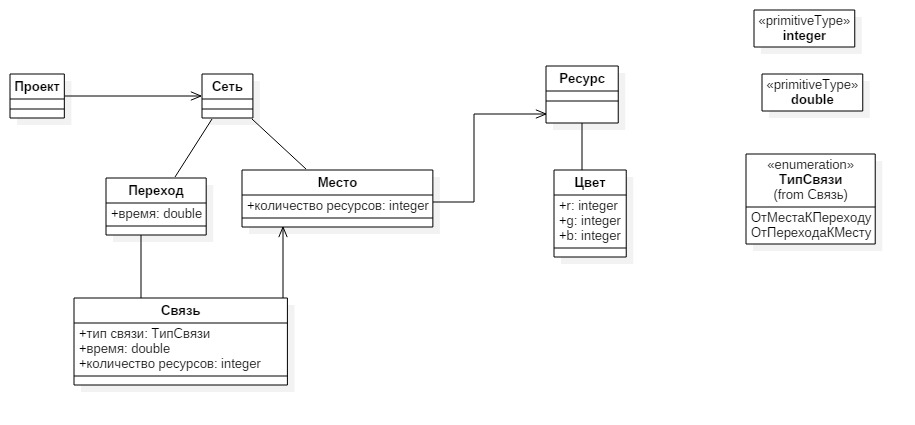 «primitiveType»
integer
Проект
Сеть
Ресурс
«primitiveType»
double
Переход
+время: double
Место
+количество ресурсов: integer
Цвет
+r: integer
+g: integer
+b: integer
«enumeration»
ТипСвязи
(from Связь)
ОтМестаКПереходу
ОтПереходаКМесту
Связь
+тип связи: ТипСвязи
+время: double
+количество ресурсов: integer